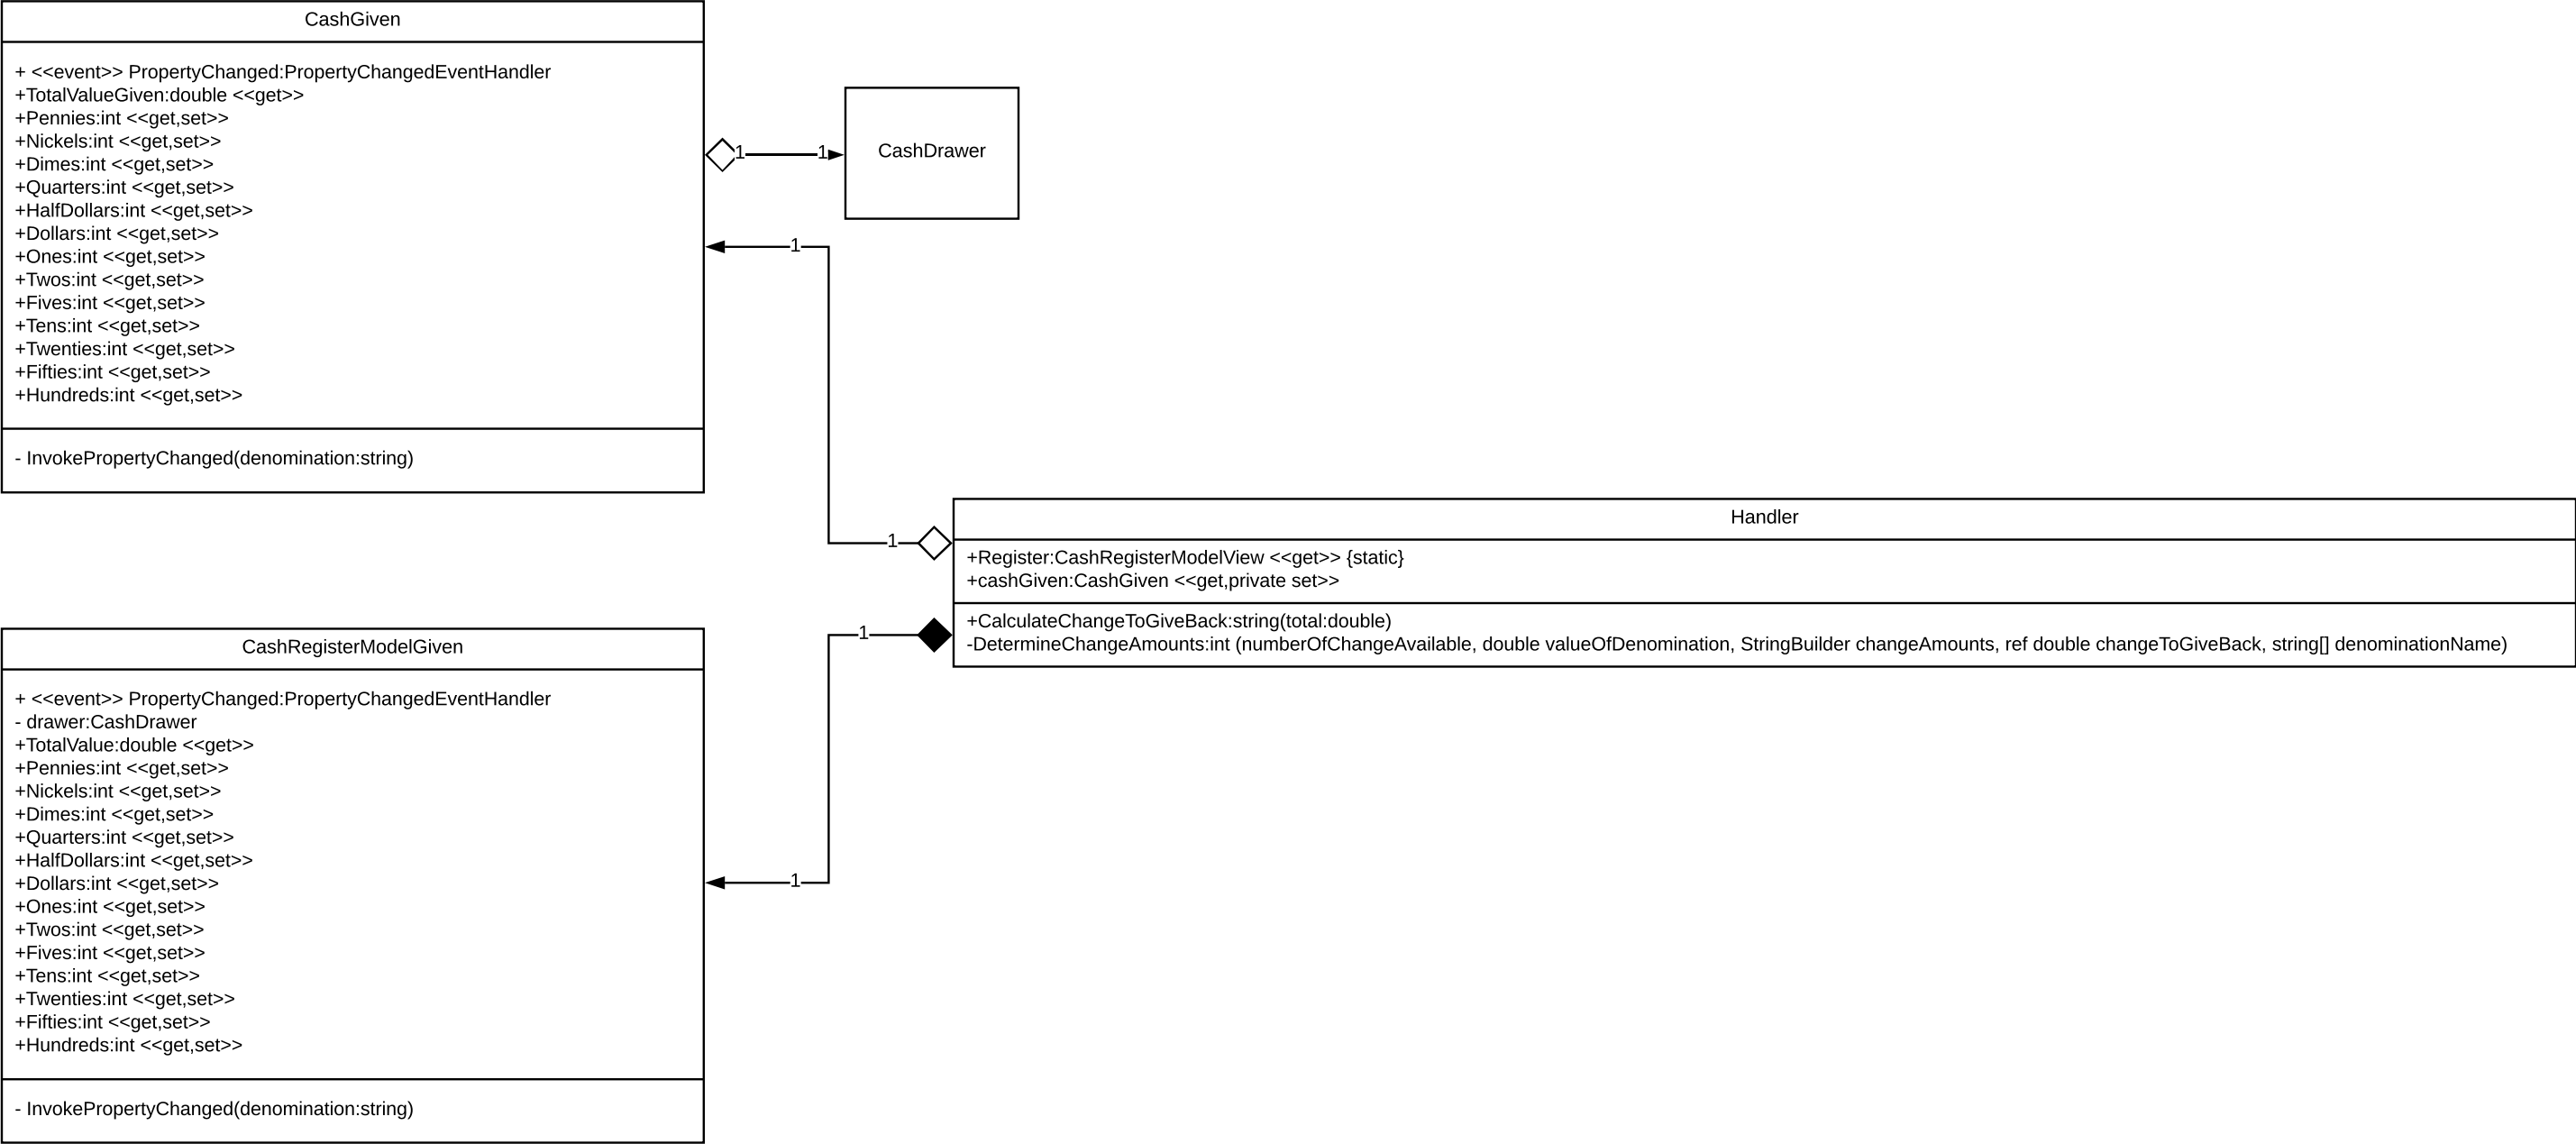 CashGiven
+ <<event>> PropertyChanged:PropertyChangedEventHandler
+TotalValueGiven:double <<get>>
+Pennies:int <<get,set>>
+Nickels:int <<get,set>>
+Dimes:int <<get,set>>
+Quarters:int <<get,set>>
+HalfDollars:int <<get,set>>
+Dollars:int <<get,set>>
+Ones:int <<get,set>>
+Twos:int <<get,set>>
+Fives:int <<get,set>>
+Tens:int <<get,set>>
+Twenties:int <<get,set>>
+Fifties:int <<get,set>>
+Hundreds:int <<get,set>>
- InvokePropertyChanged(denomination:string)
1
1
CashDrawer
1
1
Handler
+Register:CashRegisterModelView <<get>> {static}
+cashGiven:CashGiven <<get,private set>>
+CalculateChangeToGiveBack:string(total:double)
-DetermineChangeAmounts:int (numberOfChangeAvailable, double valueOfDenomination, StringBuilder changeAmounts, ref double changeToGiveBack, string[] denominationName)
1
1
CashRegisterModelGiven
+ <<event>> PropertyChanged:PropertyChangedEventHandler
- drawer:CashDrawer
+TotalValue:double <<get>>
+Pennies:int <<get,set>>
+Nickels:int <<get,set>>
+Dimes:int <<get,set>>
+Quarters:int <<get,set>>
+HalfDollars:int <<get,set>>
+Dollars:int <<get,set>>
+Ones:int <<get,set>>
+Twos:int <<get,set>>
+Fives:int <<get,set>>
+Tens:int <<get,set>>
+Twenties:int <<get,set>>
+Fifties:int <<get,set>>
+Hundreds:int <<get,set>>
- InvokePropertyChanged(denomination:string)